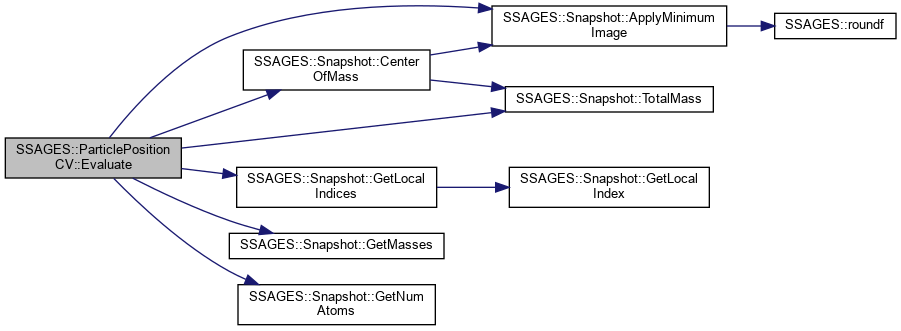 SSAGES::ParticlePosition
CV::Evaluate
SSAGES::Snapshot::ApplyMinimum
Image
SSAGES::roundf
SSAGES::Snapshot::Center
OfMass
SSAGES::Snapshot::TotalMass
SSAGES::Snapshot::GetLocal
Indices
SSAGES::Snapshot::GetLocal
Index
SSAGES::Snapshot::GetMasses
SSAGES::Snapshot::GetNum
Atoms